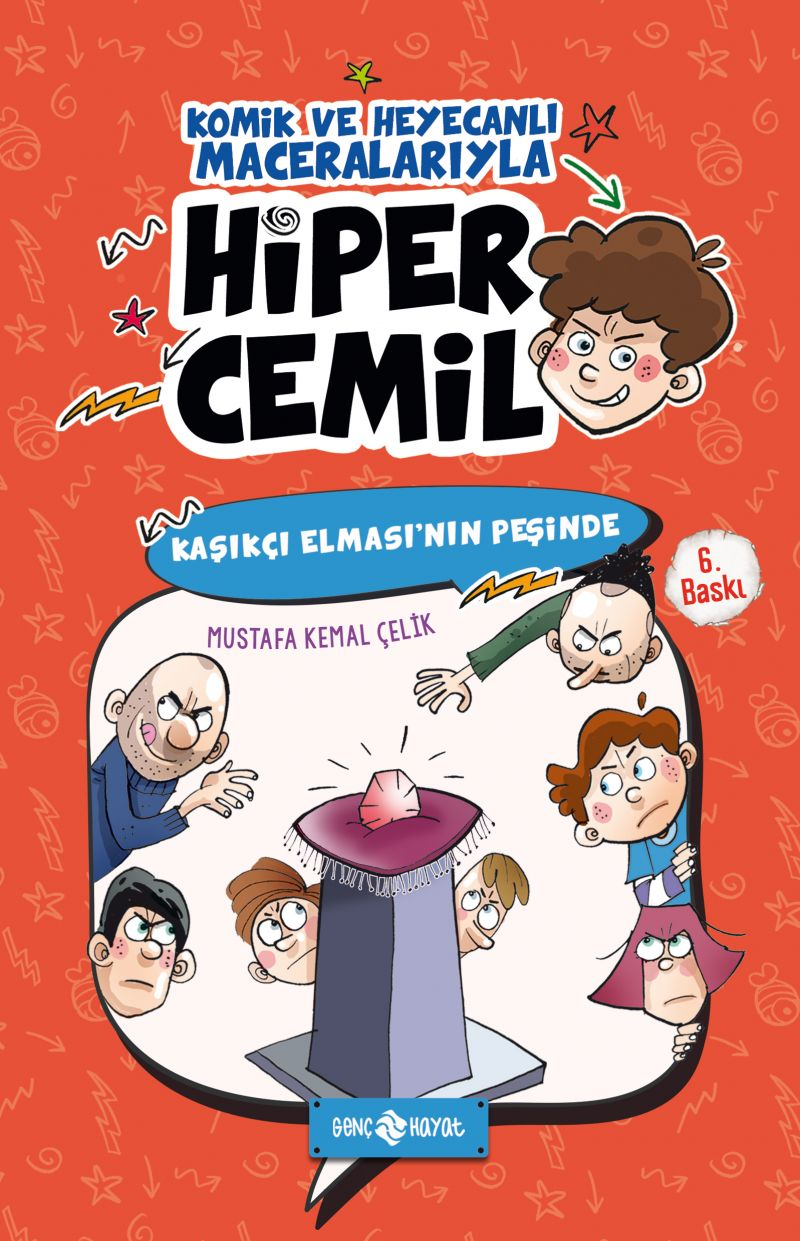 KOMİK VE HEYECANLI
MACERALARIYLA
HİPER
CEMİL
KAŞIKÇI ELMASI'NIN PEŞİNDE
6.
Baskı
MUSTAFA KEMAL ÇELİK
GENÇ HAYAT